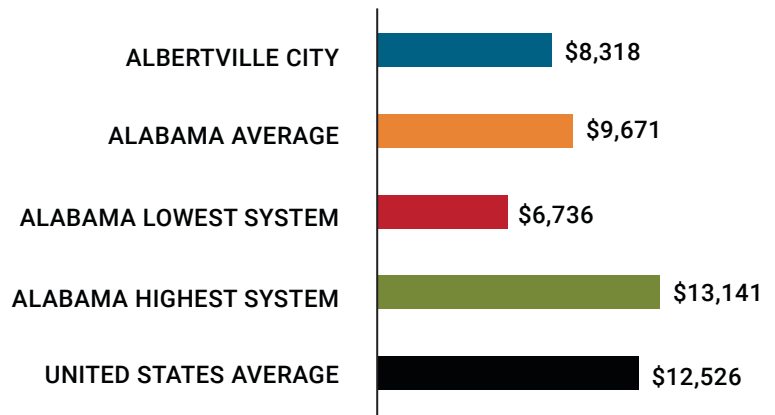 ALBERTVILLE CITY $8,318
ALABAMA AVERAGE $9,671
ALABAMA LOWEST SYSTEM $6,736
ALABAMA HIGHEST SYSTEM $13,141
UNITED STATES AVERAGE $12,526